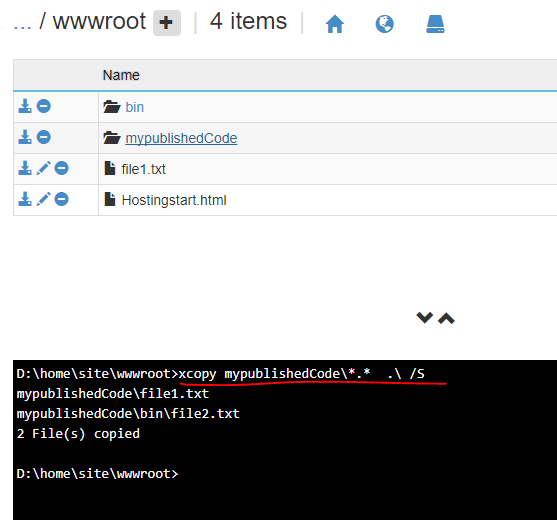 ... / wwwroot + | 4 items |
Name
bin
mypublishedCode
file1.txt
Hostingstart.html
D:\home\site\wwwroot>xcopy mypublishedCode\*.*  .\ /S
mypublishedCode\file1.txt
mypublishedCode\bin\file2.txt
2 File(s) copied
D:\home\site\wwwroot>